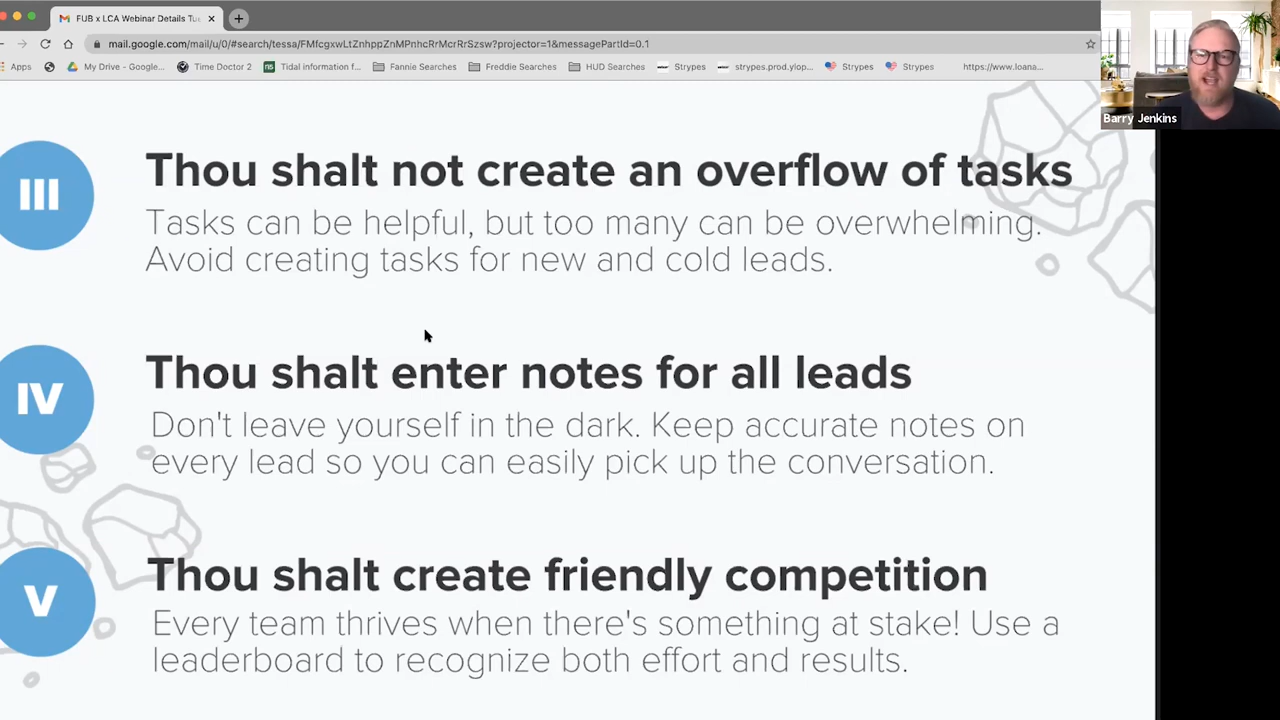 FUB x LCA Webinar Details Tu
mail.google.com/mail/u/0/#search/tessa/FMfcgxwLtZnhppZnMPnhcRrMcrRrSzsw?projector=1&messagePartId=0.1
Apps My Drive - Google... Time Doctor 2 Tidal information f... Fannie Searches Freddie Searches HUD Searches Strypes strypes.prod.ylop... Strypes Strypes https://www.loana...
Barry Jenkins
III
Thou shalt not create an overflow of tasks
Tasks can be helpful, but too many can be overwhelming.
Avoid creating tasks for new and cold leads.
IV
Thou shalt enter notes for all leads
Don't leave yourself in the dark. Keep accurate notes on
every lead so you can easily pick up the conversation.
V
Thou shalt create friendly competition
Every team thrives when there's something at stake! Use a
leaderboard to recognize both effort and results.